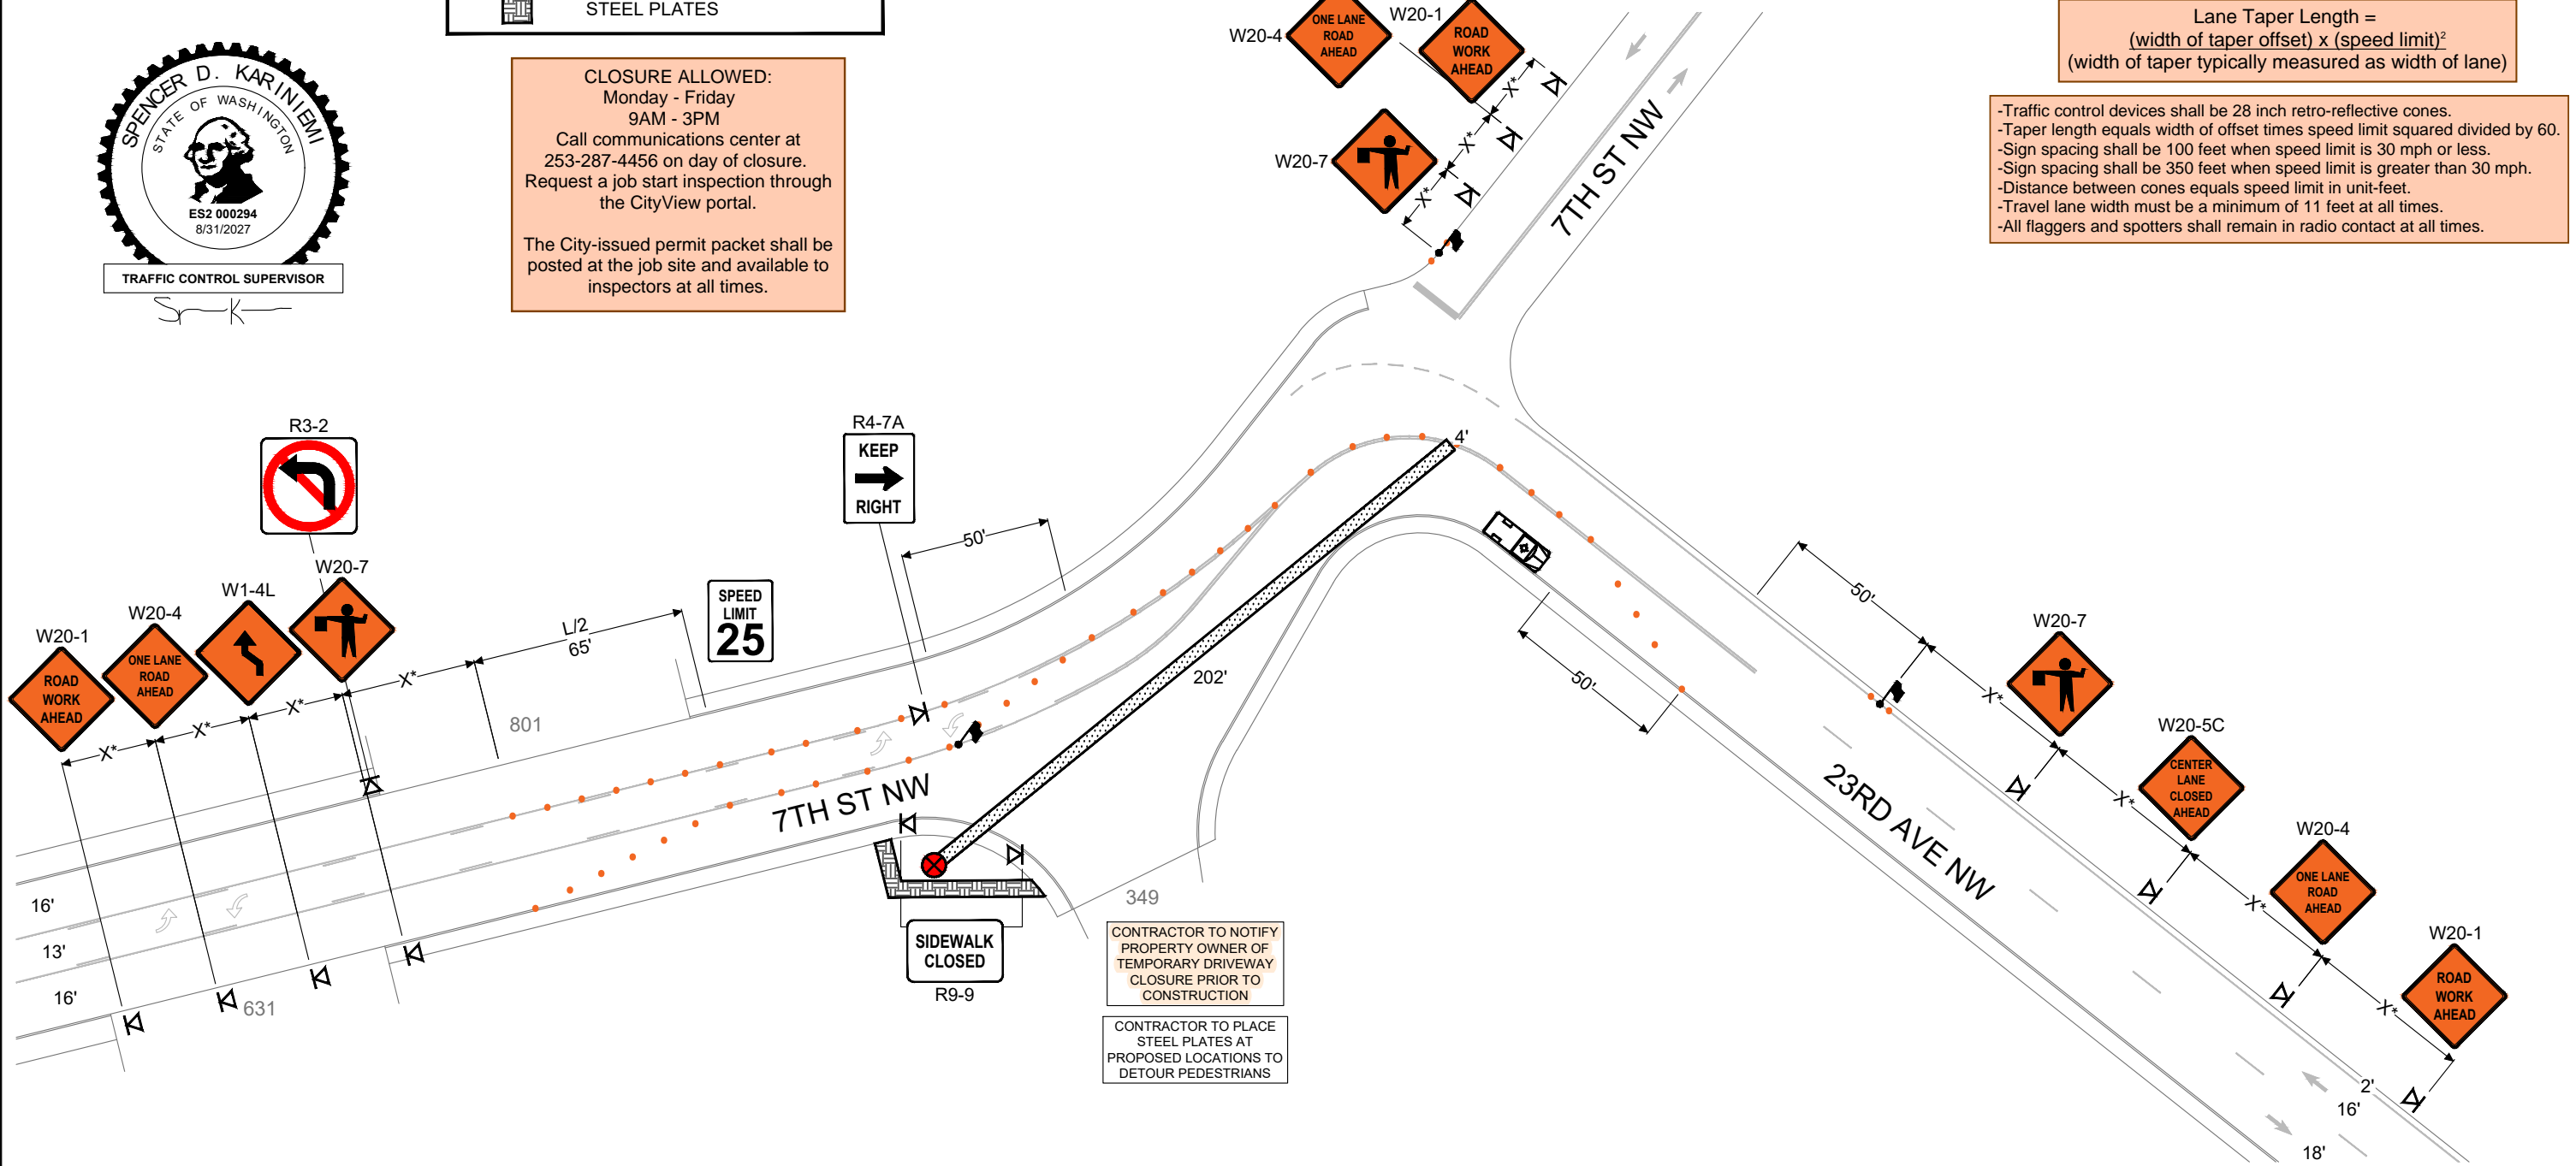 STEEL PLATES
SPENCER D. KARINIEMI
STATE OF WASHINGTON
ES2 000294
8/31/2027
TRAFFIC CONTROL SUPERVISOR
CLOSURE ALLOWED:
Monday - Friday
9AM - 3PM
Call communications center at
253-287-4456 on day of closure.
Request a job start inspection through
the CityView portal.
The City-issued permit packet shall be
posted at the job site and available to
inspectors at all times.
W20-4
ONE LANE
ROAD
AHEAD
W20-1
ROAD
WORK
AHEAD
W20-7
X*
X*
X*
7TH ST NW
Lane Taper Length =
(width of taper offset) x (speed limit)²
(width of taper typically measured as width of lane)
-Traffic control devices shall be 28 inch retro-reflective cones.
-Taper length equals width of offset times speed limit squared divided by 60.
-Sign spacing shall be 100 feet when speed limit is 30 mph or less.
-Sign spacing shall be 350 feet when speed limit is greater than 30 mph.
-Distance between cones equals speed limit in unit-feet.
-Travel lane width must be a minimum of 11 feet at all times.
-All flaggers and spotters shall remain in radio contact at all times.
R3-2
R4-7A
KEEP
RIGHT
50'
4'
W20-1
ROAD
WORK
AHEAD
W20-4
ONE LANE
ROAD
AHEAD
W1-4L
W20-7
X*
X*
X*
X*
L/2
65'
SPEED
LIMIT
25
801
202'
50'
50'
7TH ST NW
16'
13'
16'
631
349
SIDEWALK
CLOSED
R9-9
CONTRACTOR TO NOTIFY
PROPERTY OWNER OF
TEMPORARY DRIVEWAY
CLOSURE PRIOR TO
CONSTRUCTION
CONTRACTOR TO PLACE
STEEL PLATES AT
PROPOSED LOCATIONS TO
DETOUR PEDESTRIANS
23RD AVE NW
W20-7
X*
W20-5C
CENTER
LANE
CLOSED
AHEAD
X*
W20-4
ONE LANE
ROAD
AHEAD
X*
W20-1
ROAD
WORK
AHEAD
X*
2'
16'
18'